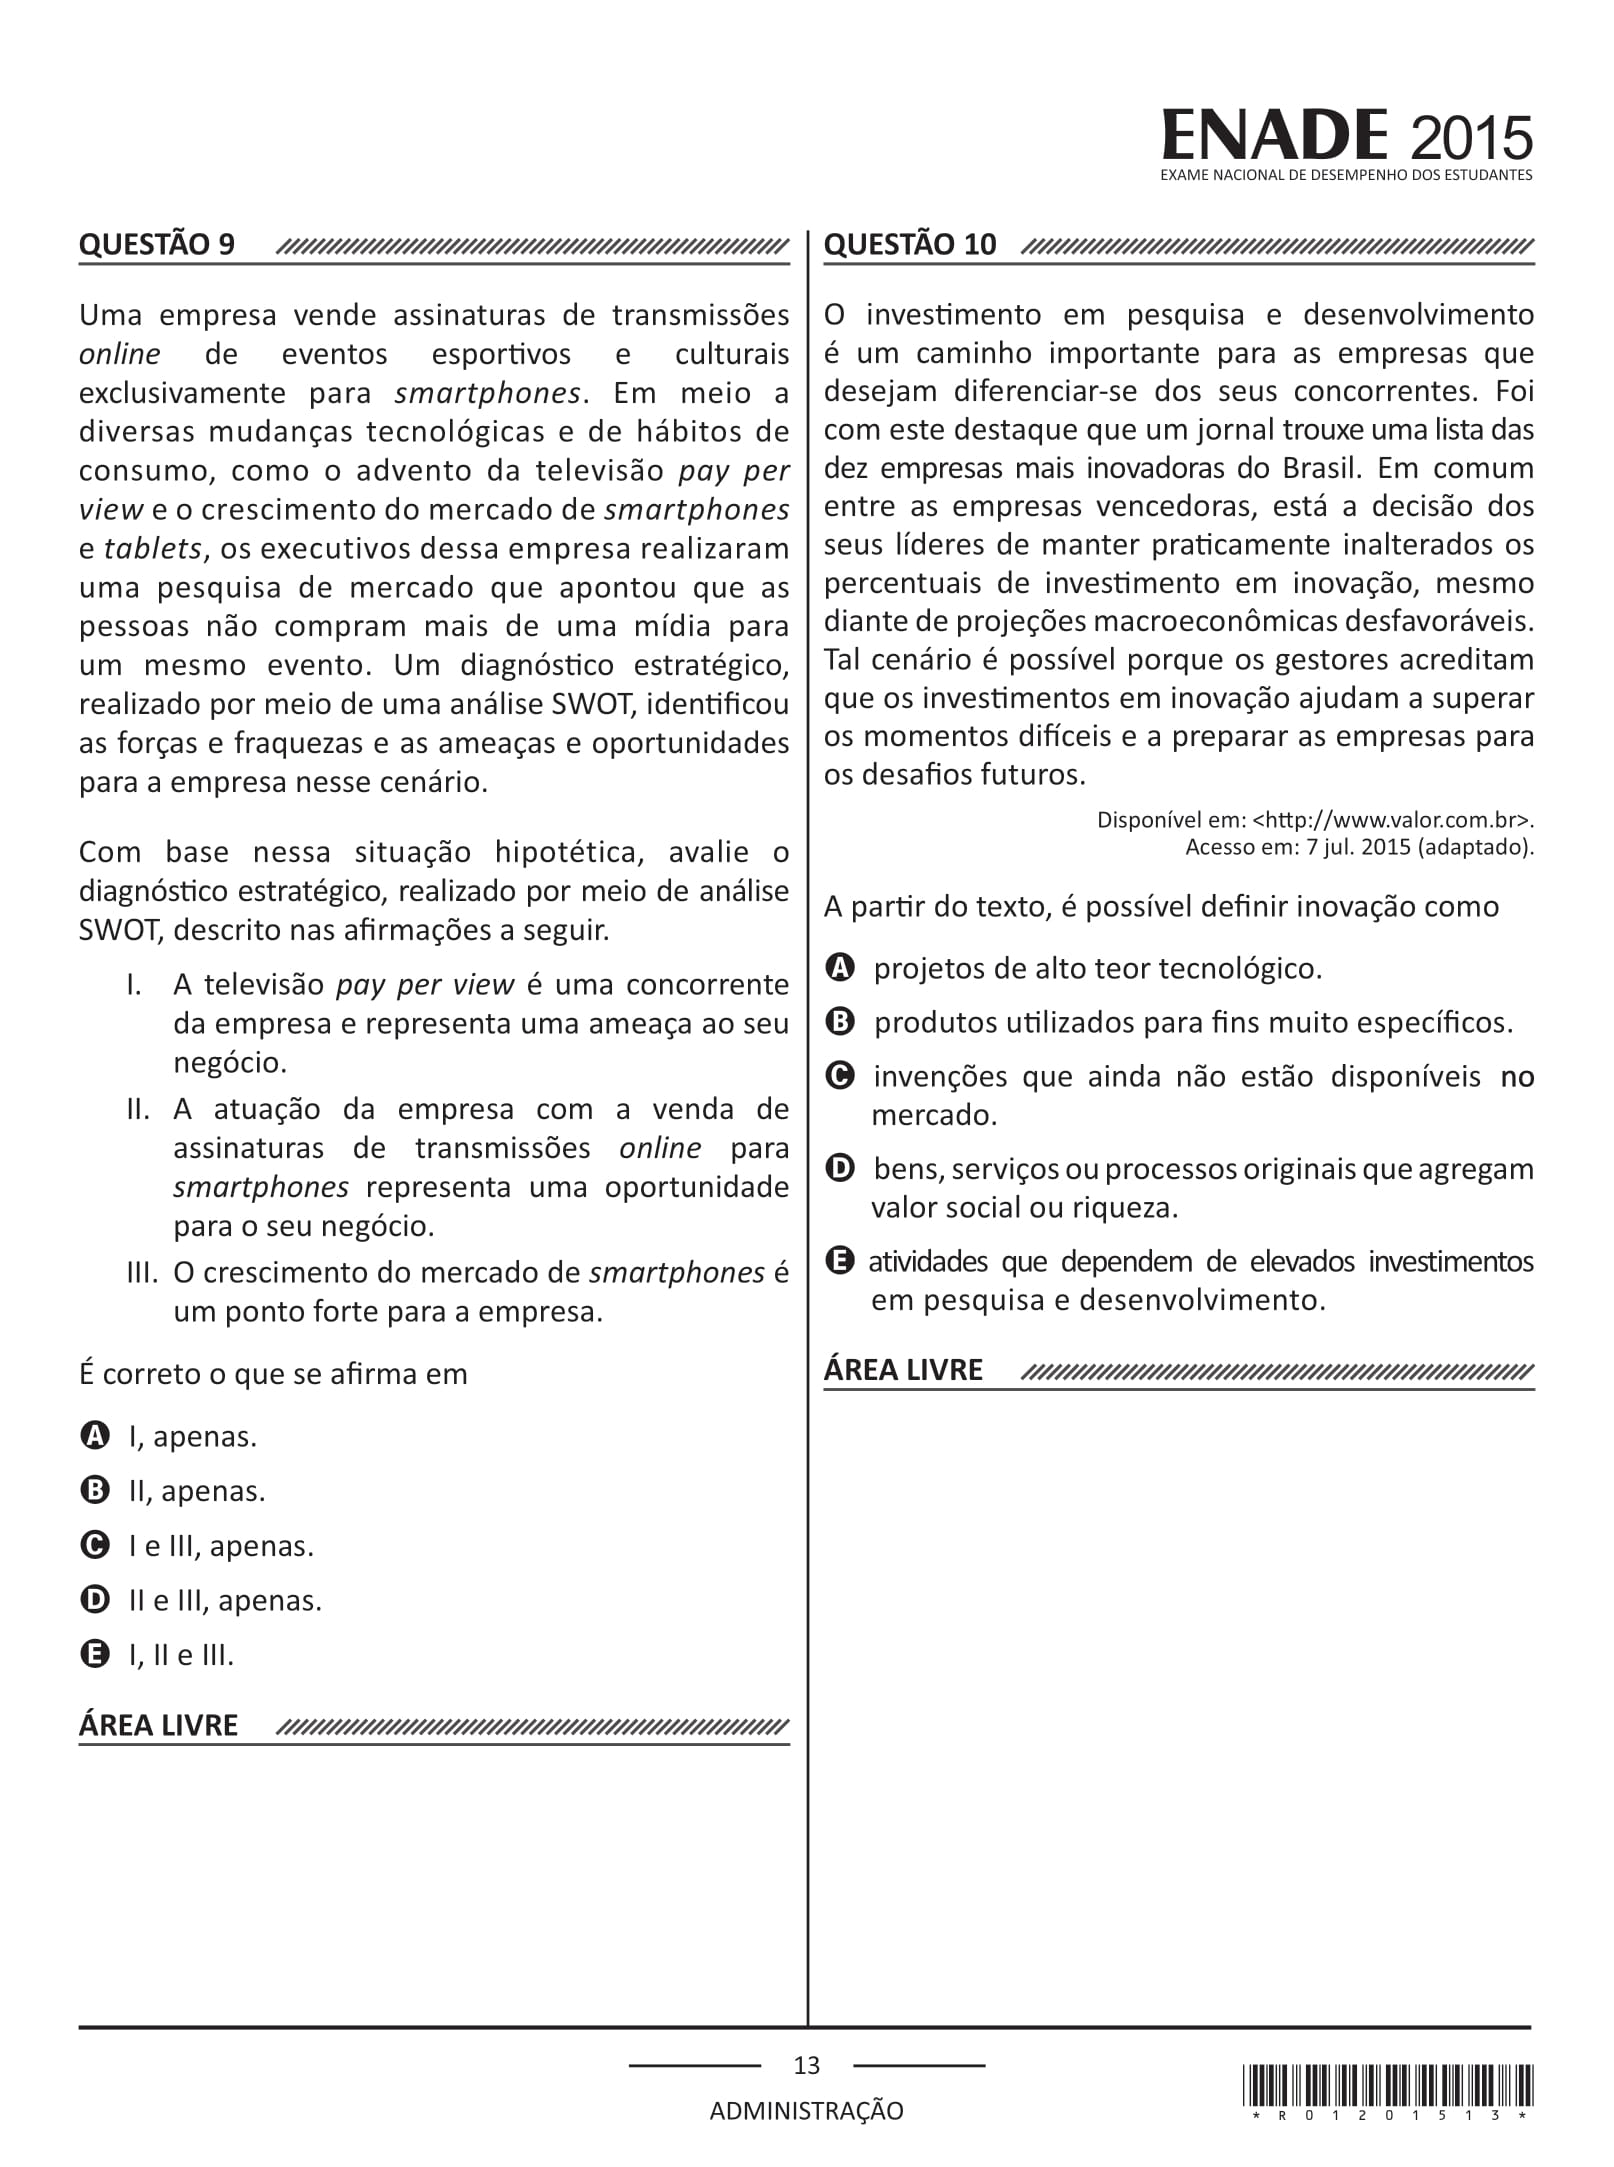 ENADE 2015
EXAME NACIONAL DE DESEMPENHO DOS ESTUDANTES
QUESTÃO 9
Uma empresa vende assinaturas de transmissões
online de eventos esportivos e culturais
exclusivamente para smartphones. Em meio a
diversas mudanças tecnológicas e de hábitos de
consumo, como o advento da televisão pay per
view e o crescimento do mercado de smartphones
e tablets, os executivos dessa empresa realizaram
uma pesquisa de mercado que apontou que as
pessoas não compram mais de uma mídia para
um mesmo evento. Um diagnóstico estratégico,
realizado por meio de uma análise SWOT, identificou
as forças e fraquezas e as ameaças e oportunidades
para a empresa nesse cenário.
Com base nessa situação hipotética, avalie o
diagnóstico estratégico, realizado por meio de análise
SWOT, descrito nas afirmações a seguir.
I. A televisão pay per view é uma concorrente
da empresa e representa uma ameaça ao seu
negócio.
II. A atuação da empresa com a venda de
assinaturas de transmissões online para
smartphones representa uma oportunidade
para o seu negócio.
III. O crescimento do mercado de smartphones é
um ponto forte para a empresa.
É correto o que se afirma em
A I, apenas.
B II, apenas.
C I e III, apenas.
D II e III, apenas.
E I, II e III.
ÁREA LIVRE
QUESTÃO 10
O investimento em pesquisa e desenvolvimento
é um caminho importante para as empresas que
desejam diferenciar-se dos seus concorrentes. Foi
com este destaque que um jornal trouxe uma lista das
dez empresas mais inovadoras do Brasil. Em comum
entre as empresas vencedoras, está a decisão dos
seus líderes de manter praticamente inalterados os
percentuais de investimento em inovação, mesmo
diante de projeções macroeconômicas desfavoráveis.
Tal cenário é possível porque os gestores acreditam
que os investimentos em inovação ajudam a superar
os momentos difíceis e a preparar as empresas para
os desafios futuros.
Disponível em: <http://www.valor.com.br>.
Acesso em: 7 jul. 2015 (adaptado).
A partir do texto, é possível definir inovação como
A projetos de alto teor tecnológico.
B produtos utilizados para fins muito específicos.
C invenções que ainda não estão disponíveis no
mercado.
D bens, serviços ou processos originais que agregam
valor social ou riqueza.
E atividades que dependem de elevados investimentos
em pesquisa e desenvolvimento.
ÁREA LIVRE
13
ADMINISTRAÇÃO
*R01201513*